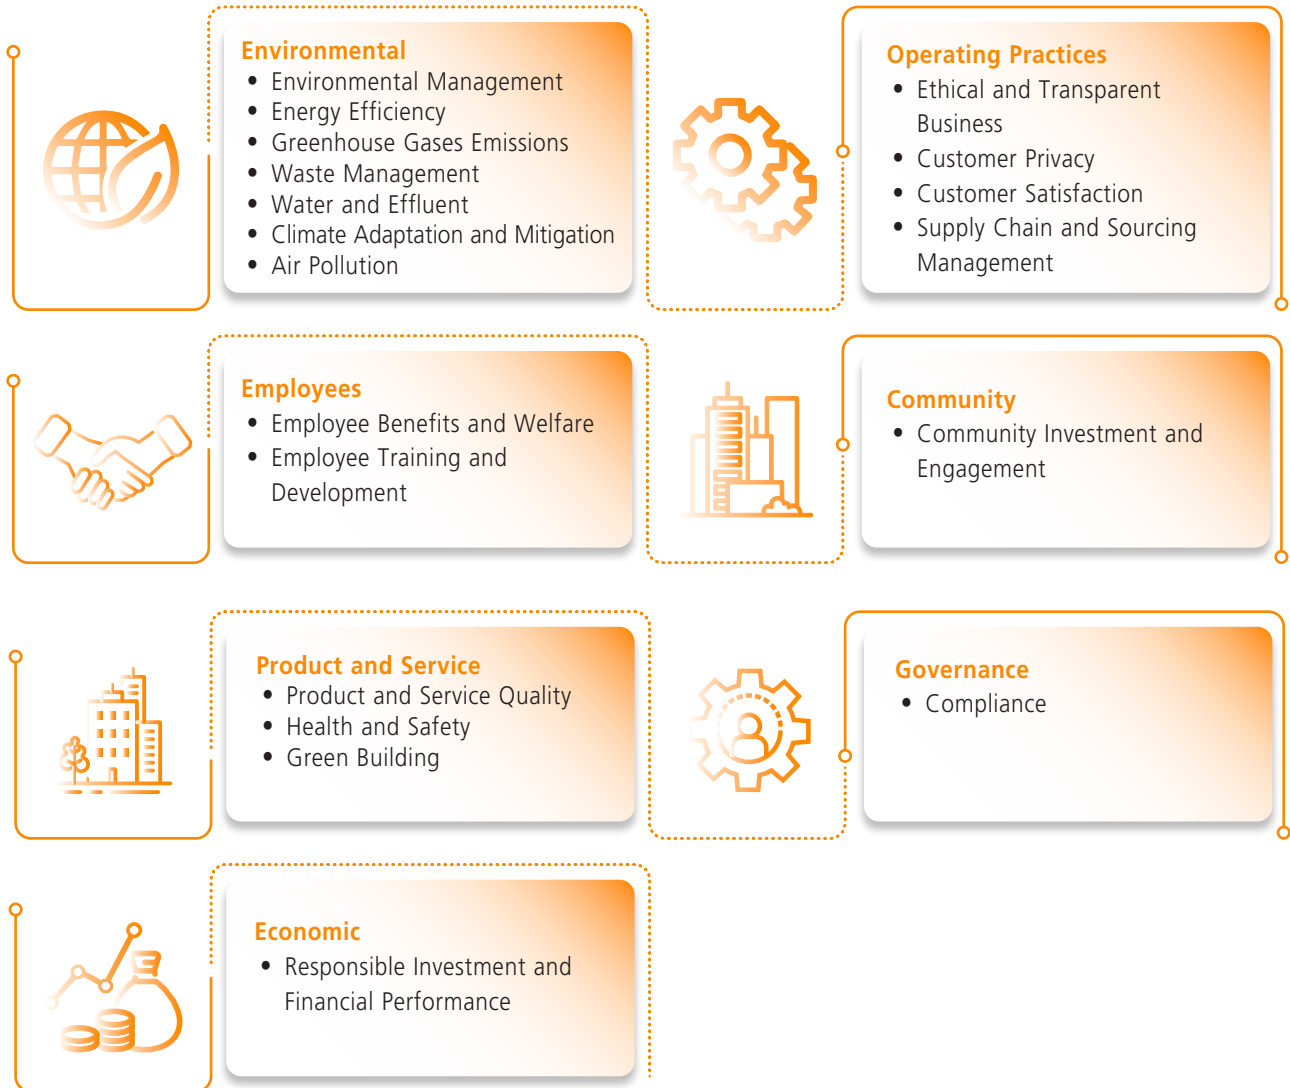 Environmental
• Environmental Management
• Energy Efficiency
• Greenhouse Gases Emissions
• Waste Management
• Water and Effluent
• Climate Adaptation and Mitigation
• Air Pollution
Operating Practices
• Ethical and Transparent
Business
• Customer Privacy
• Customer Satisfaction
• Supply Chain and Sourcing
Management
Employees
• Employee Benefits and Welfare
• Employee Training and
Development
Community
• Community Investment and
Engagement
Product and Service
• Product and Service Quality
• Health and Safety
• Green Building
Governance
• Compliance
Economic
• Responsible Investment and
Financial Performance